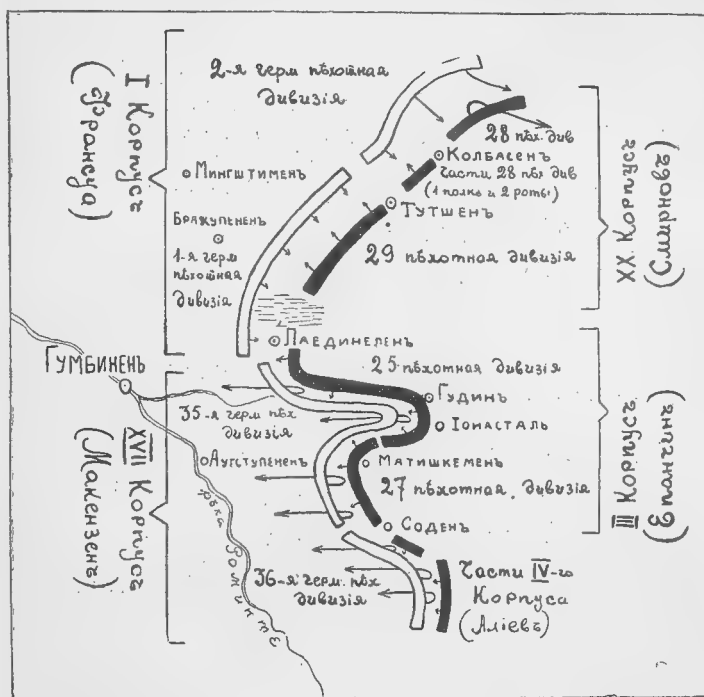 I Корпусъ
(Франсуа)
2-я герм пѣхотная
дивизія
28 пѣх. див
Колбасенъ
части 28 пѣх див
(1 полкъ и 2 роты)
Мингштименъ
Тутшенъ
Бражупененъ
1-я герм
пѣхотная
дивизія
29 пѣхотная дивизія
XX Корпусъ
(Смирновъ)
Лаединеленъ
Гумбиненъ
25 пѣхотная дивизія
Гудинъ
35-я герм пѣх
дивизія
Іонасталь
Аугступененъ
Матишкеменъ
27 пѣхотная, дивизія
III Корпусъ
(Епанчинъ)
XVII Корпусъ
(Макензенъ)
рѣка
Соденъ
36-я герм. пѣх
дивизія
Части IV-го
Корпуса
(Аліевъ)